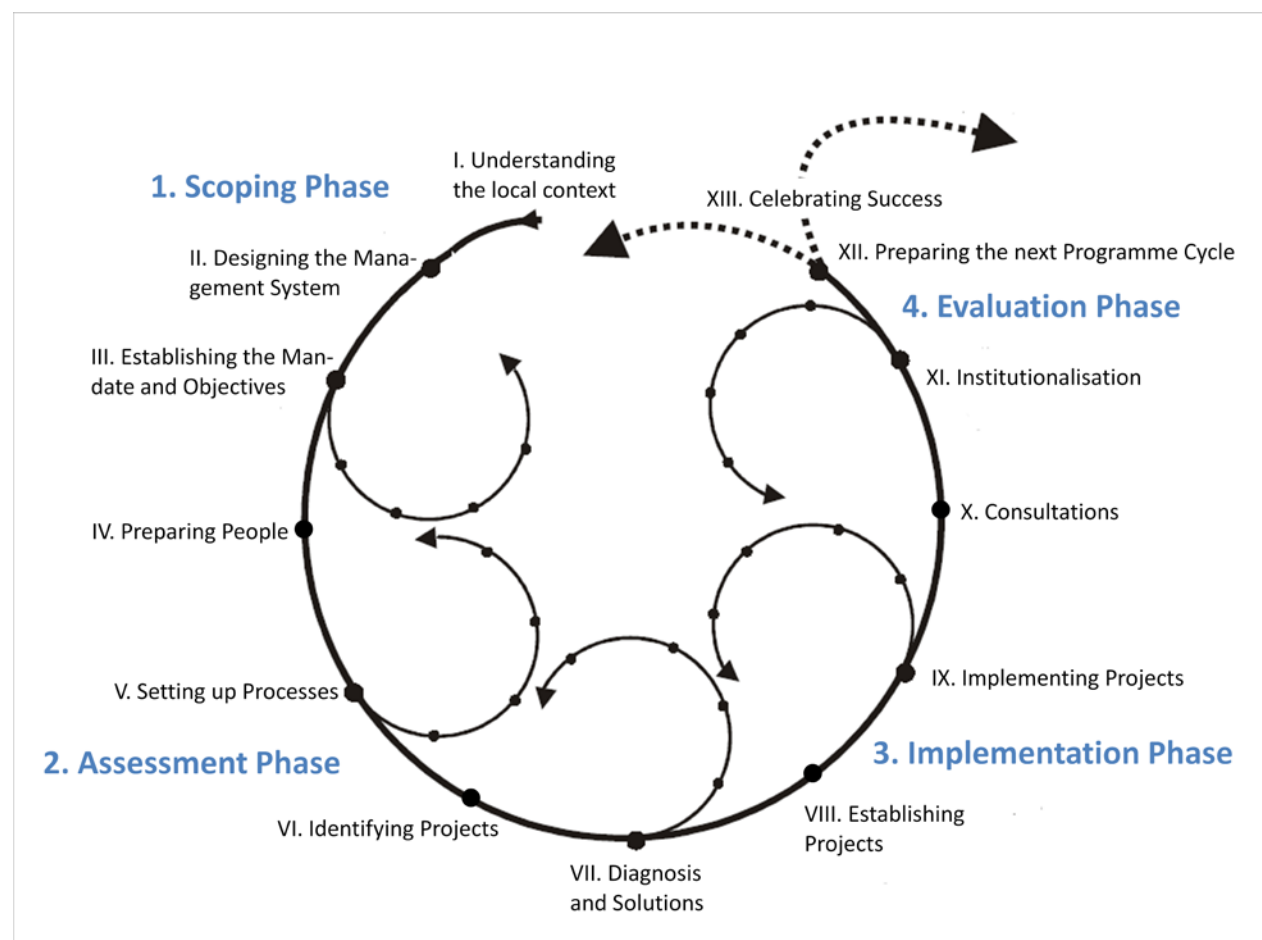 1. Scoping Phase
I. Understanding
the local context
II. Designing the Mana-
gement System
III. Establishing the Man-
date and Objectives
IV. Preparing People
V. Setting up Processes
2. Assessment Phase
VI. Identifying Projects
VII. Diagnosis
and Solutions
VIII. Establishing
Projects
3. Implementation Phase
IX. Implementing Projects
X. Consultations
XI. Institutionalisation
4. Evaluation Phase
XII. Preparing the next Programme Cycle
XIII. Celebrating Success